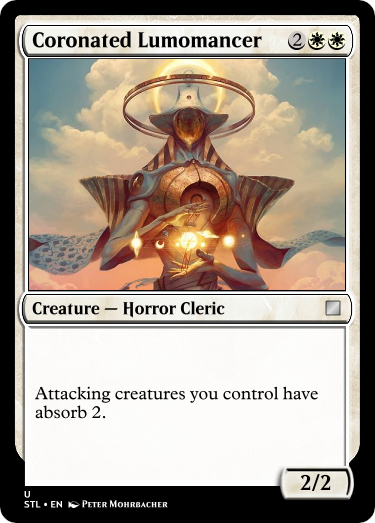 Coronated Lumomancer 2
Creature — Horror Cleric
Attacking creatures you control have
absorb 2.
2/2
U
STL • EN Peter Mohrbacher